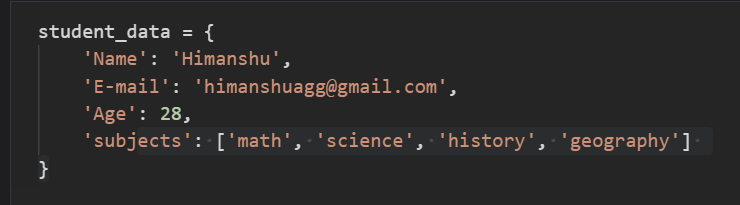 student_data = {
    'Name': 'Himanshu',
    'E-mail': 'himanshuagg@gmail.com',
    'Age': 28,
    'subjects': ['math', 'science', 'history', 'geography']
}